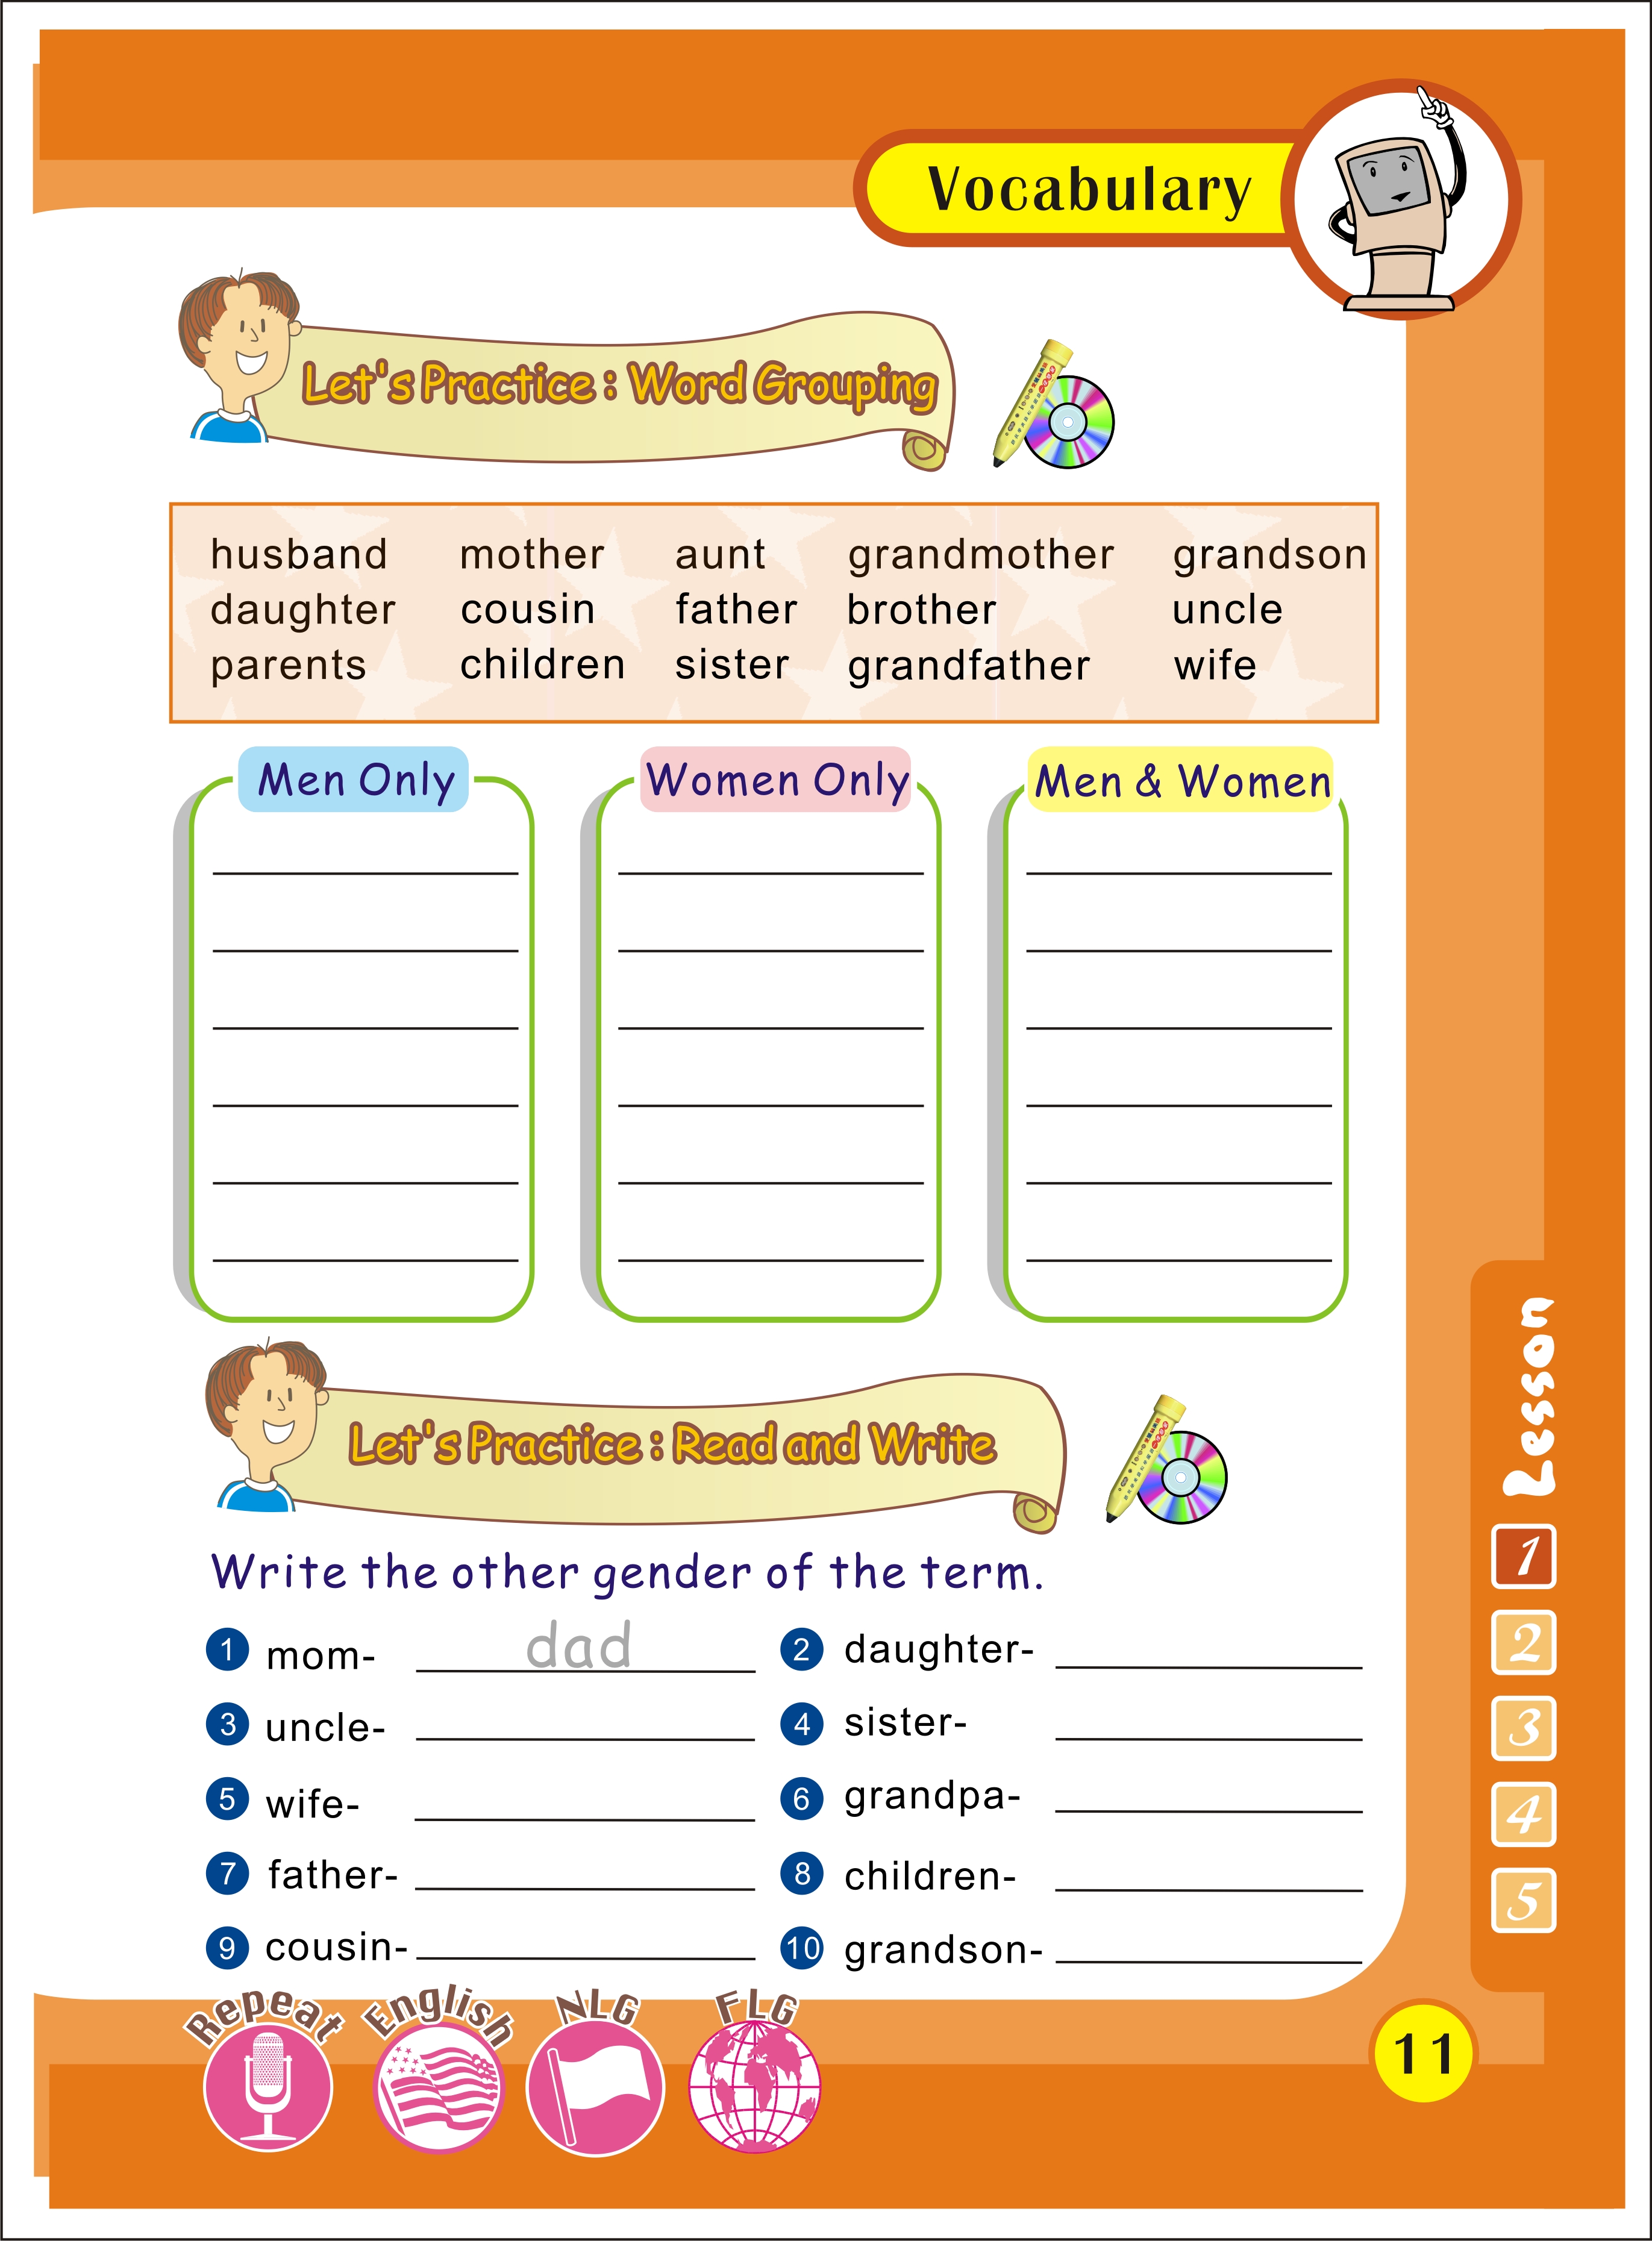 Vocabulary
Let's Practice : Word Grouping
husband mother aunt grandmother grandson
daughter cousin father brother uncle
parents children sister grandfather wife
Men Only Women Only Men & Women
Let's Practice : Read and Write
Write the other gender of the term.
1 mom- dad 2 daughter-
3 uncle- 4 sister-
5 wife- 6 grandpa-
7 father- 8 children-
9 cousin- 10 grandson-
Repeat English NLG FLG
11
Lesson
1
2
3
4
5